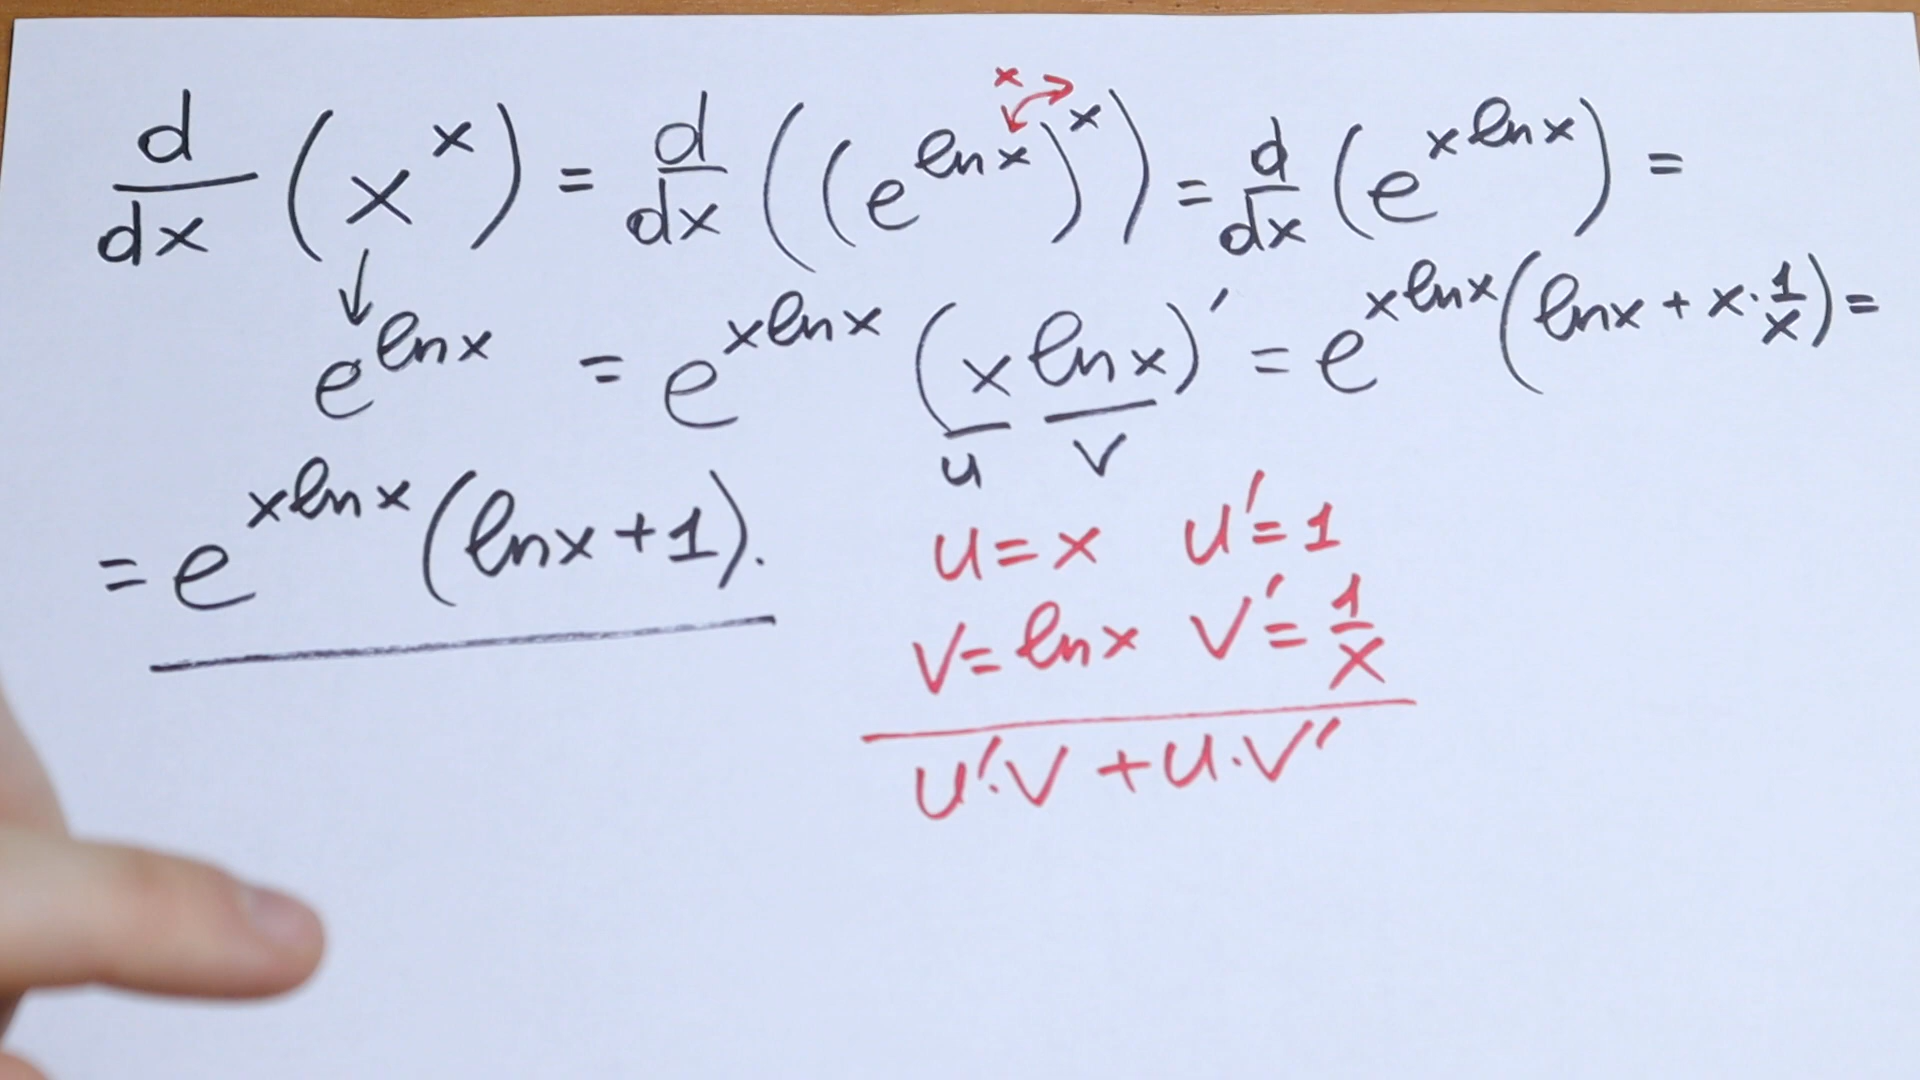 d/dx (x^x) = d/dx ((e^{ln x})^x) = d/dx (e^{x ln x}) =
x
↓
e^{ln x} = e^{x ln x} (x ln x)' = e^{x ln x} (ln x + x · 1/x) =
u v
= e^{x ln x} (ln x + 1).
u = x u' = 1
v = ln x v' = 1/x
u' · v + u · v'